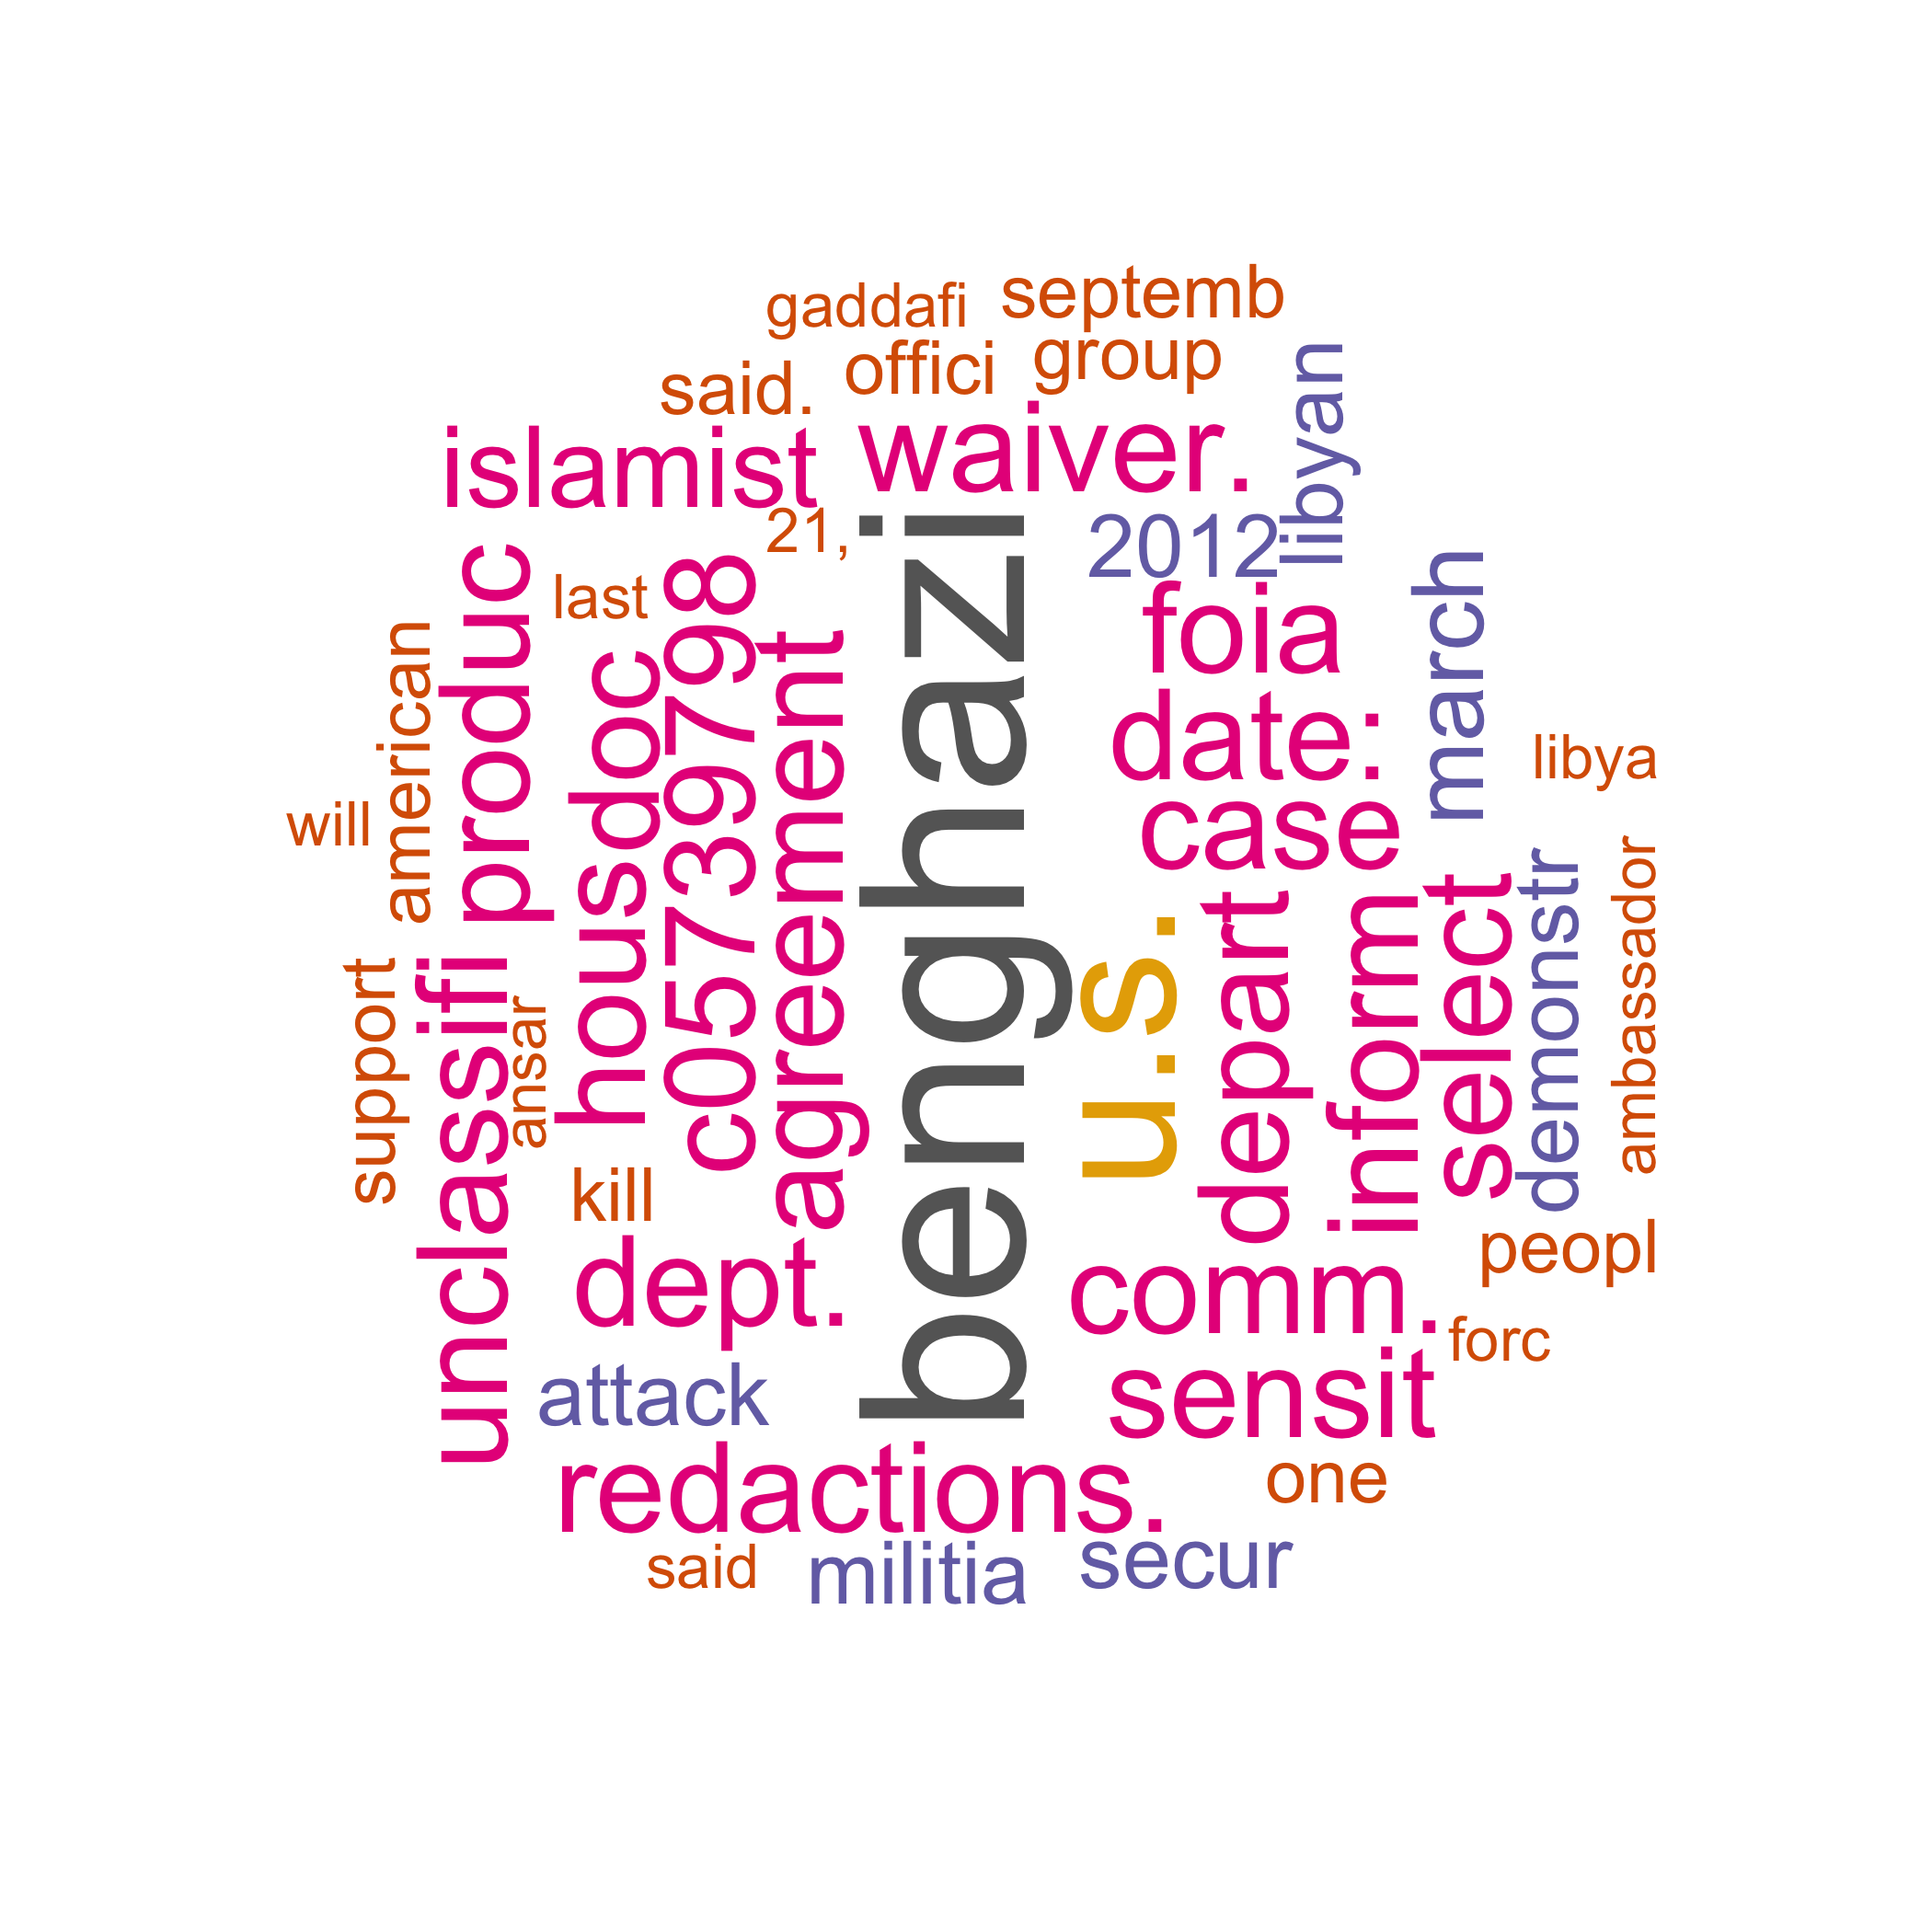 gaddafi
septemb
said.
offici
group
libyan
islamist
waiver.
21,
2012
produc
last
c05739798
benghazi
foia
march
american
doc
agreement
date:
libya
will
case
hous
u.s.
depart
inform
select
demonstr
ambassador
support
unclassifi
ansar
kill
dept.
comm.
peopl
forc
attack
sensit
redactions.
one
said
militia
secur